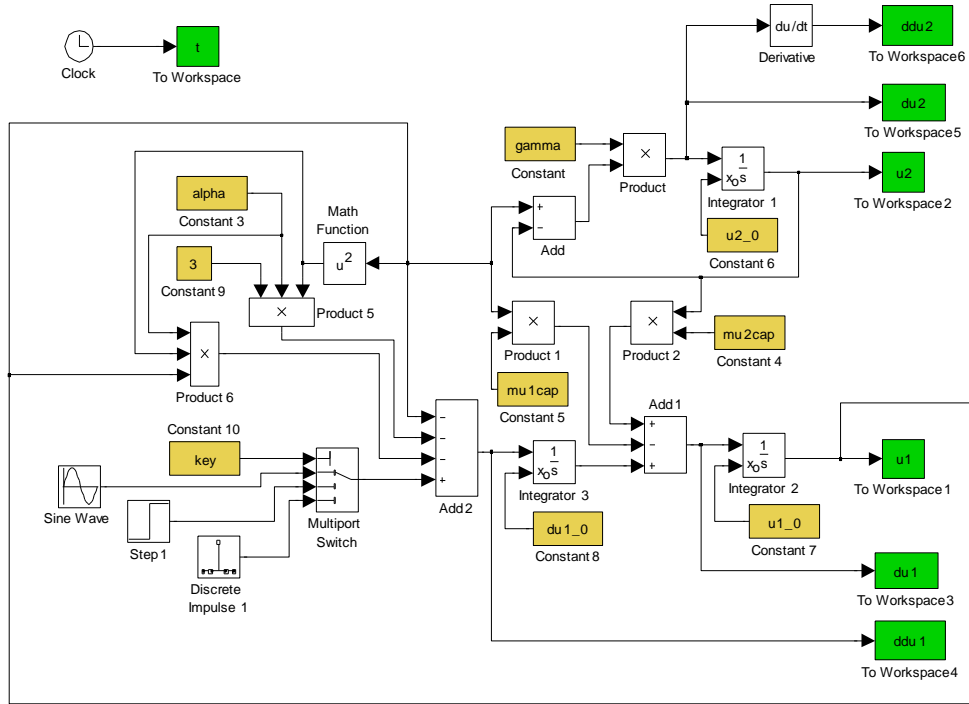 t
Clock
To Workspace
du/dt
Derivative
ddu2
To Workspace6
du2
To Workspace5
gamma
Constant
×
Product
1
s
xo
Integrator 1
u2
To Workspace2
alpha
Constant 3
Math
Function
u2
+
−
Add
u2_0
Constant 6
3
Constant 9
×
Product 5
×
Product 6
×
Product 1
×
Product 2
mu2cap
Constant 4
mu1cap
Constant 5
Constant 10
key
−
−
−
+
Add2
Add1
+
−
+
1
s
xo
Integrator 3
1
s
xo
Integrator 2
u1
To Workspace1
Sine Wave
Step1
Multiport
Switch
Discrete
Impulse 1
du1_0
Constant 8
u1_0
Constant 7
du1
To Workspace3
ddu1
To Workspace4